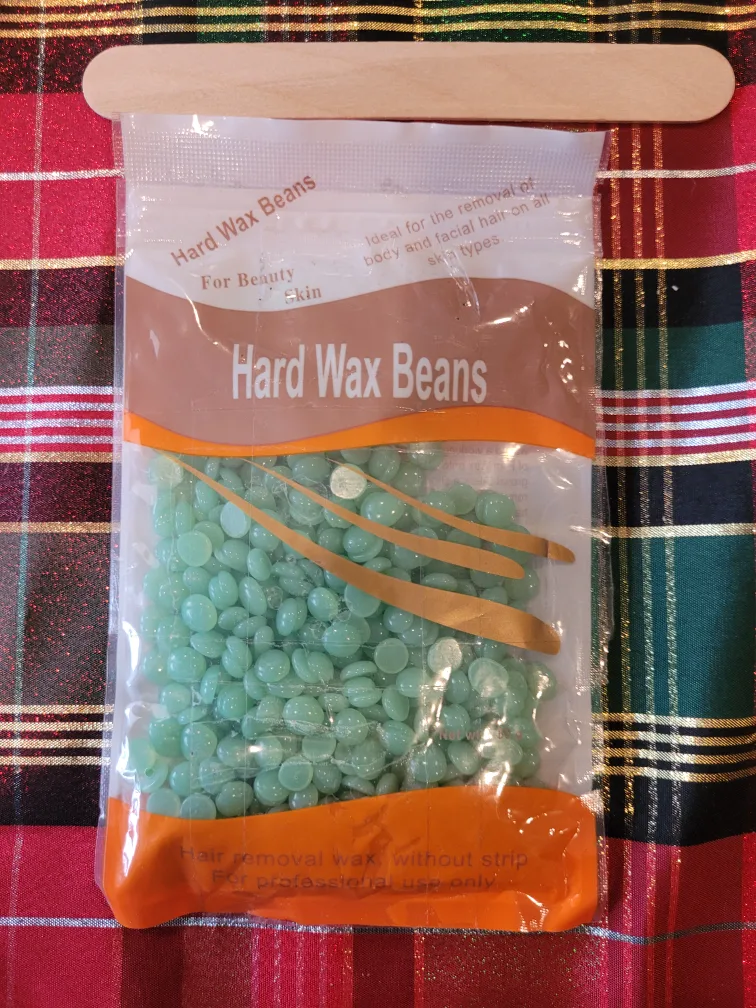 Hard Wax Beans
For Beauty
Skin
Ideal for the removal of
body and facial hair on all
skin types
Hard Wax Beans
Net
Hair removal wax, without strip
For professional use only